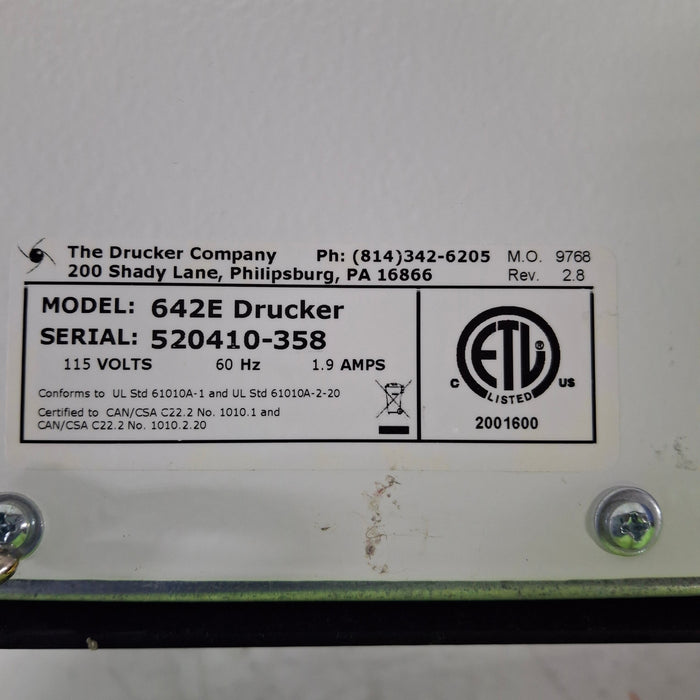 The Drucker Company Ph: (814)342-6205 M.O. 9768
200 Shady Lane, Philipsburg, PA 16866 Rev. 2.8
MODEL: 642E Drucker
SERIAL: 520410-358
115 VOLTS 60 Hz 1.9 AMPS
Conforms to UL Std 61010A-1 and UL Std 61010A-2-20
Certified to CAN/CSA C22.2 No. 1010.1 and
CAN/CSA C22.2 No. 1010.2.20
ETL ®
C US
LISTED
2001600